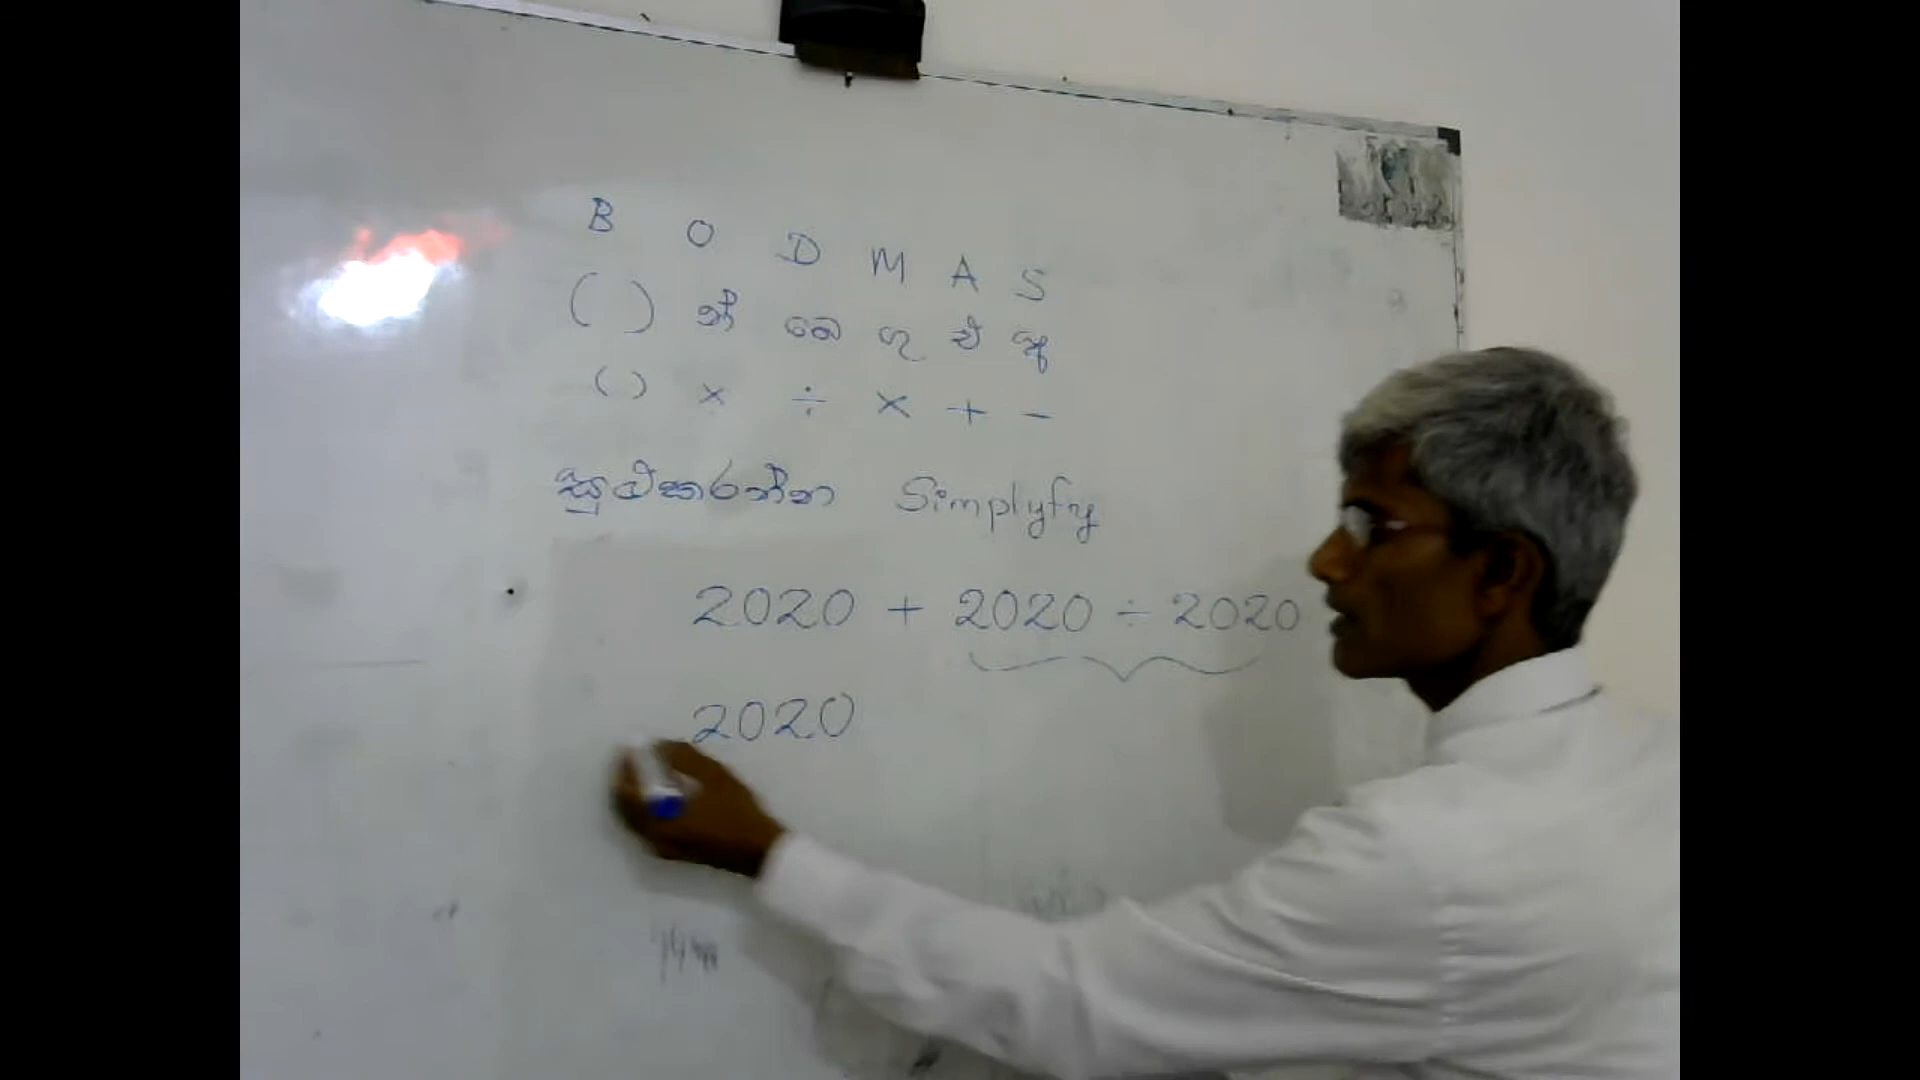 B O D M A S
( ) න් බෙ ගු එ අ
( ) × ÷ × + −
සුළුකරන්න Simplyfy
2020 + 2020 ÷ 2020
2020